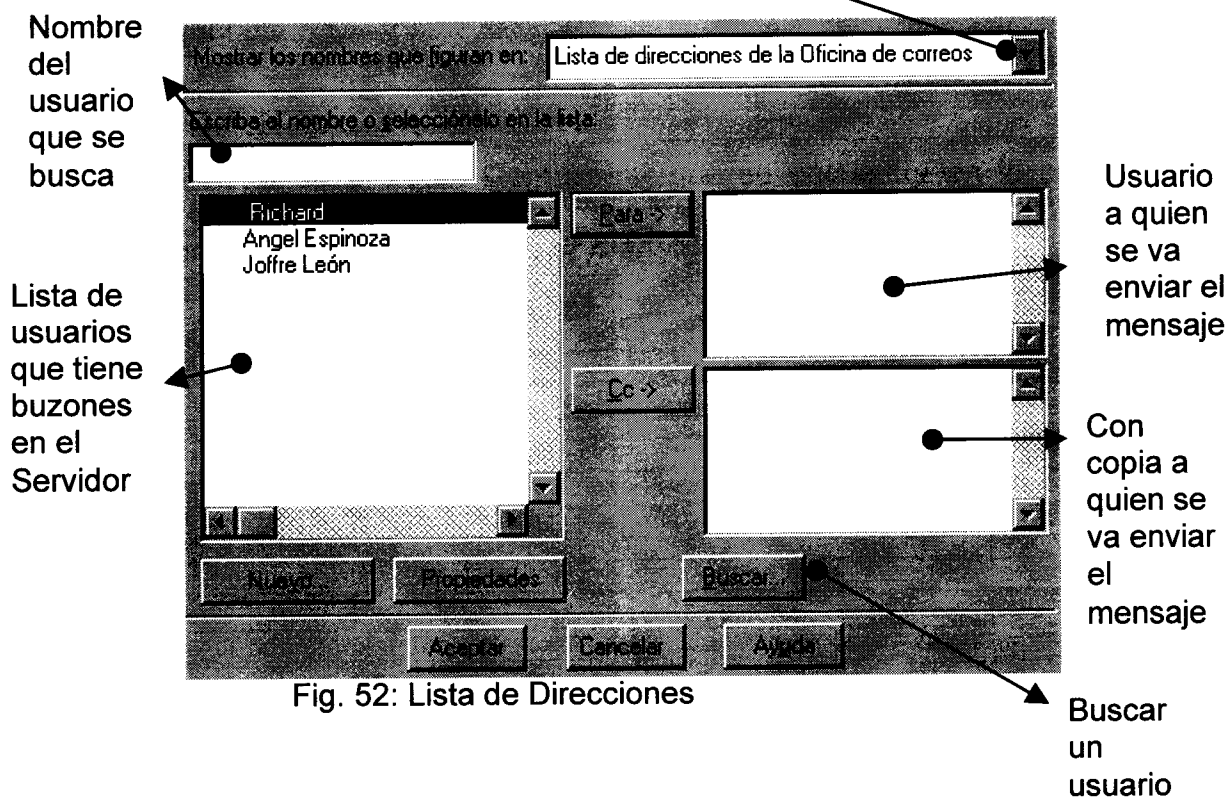 Nombre
del
usuario
que se
busca
Mostrar los nombres que figuran en:
Lista de direcciones de la Oficina de correos
Escriba el nombre o selecciónelo en la lista:
Richard
Angel Espinoza
Joffre León
Para ->
Cc ->
Lista de
usuarios
que tiene
buzones
en el
Servidor
Usuario
a quien
se va
enviar el
mensaje
Con
copia a
quien se
va enviar
el
mensaje
Nuevo...
Propiedades
Buscar...
Aceptar
Cancelar
Ayuda
Fig. 52: Lista de Direcciones
Buscar
un
usuario